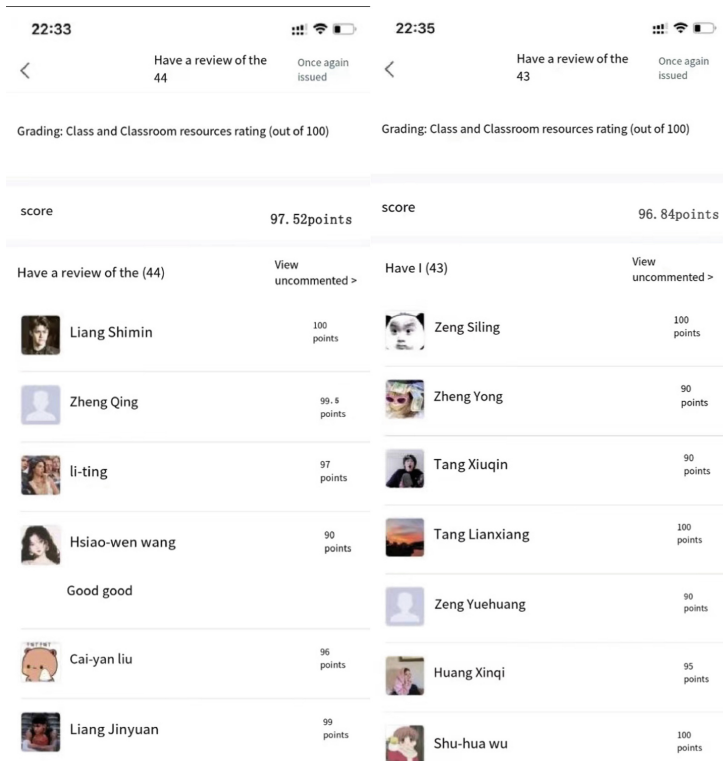 22:33
Have a review of the
44
Once again
issued
Grading: Class and Classroom resources rating (out of 100)
score
97.52points
Have a review of the (44)
View
uncommented >
Liang Shimin
100
points
Zheng Qing
99.5
points
li-ting
97
points
Hsiao-wen wang
90
points
Good good
Cai-yan liu
96
points
Liang Jinyuan
99
points
22:35
Have a review of the
43
Once again
issued
Grading: Class and Classroom resources rating (out of 100)
score
96.84points
Have I (43)
View
uncommented >
Zeng Siling
100
points
Zheng Yong
90
points
Tang Xiuqin
90
points
Tang Lianxiang
100
points
Zeng Yuehuang
90
points
Huang Xinqi
95
points
Shu-hua wu
100
points